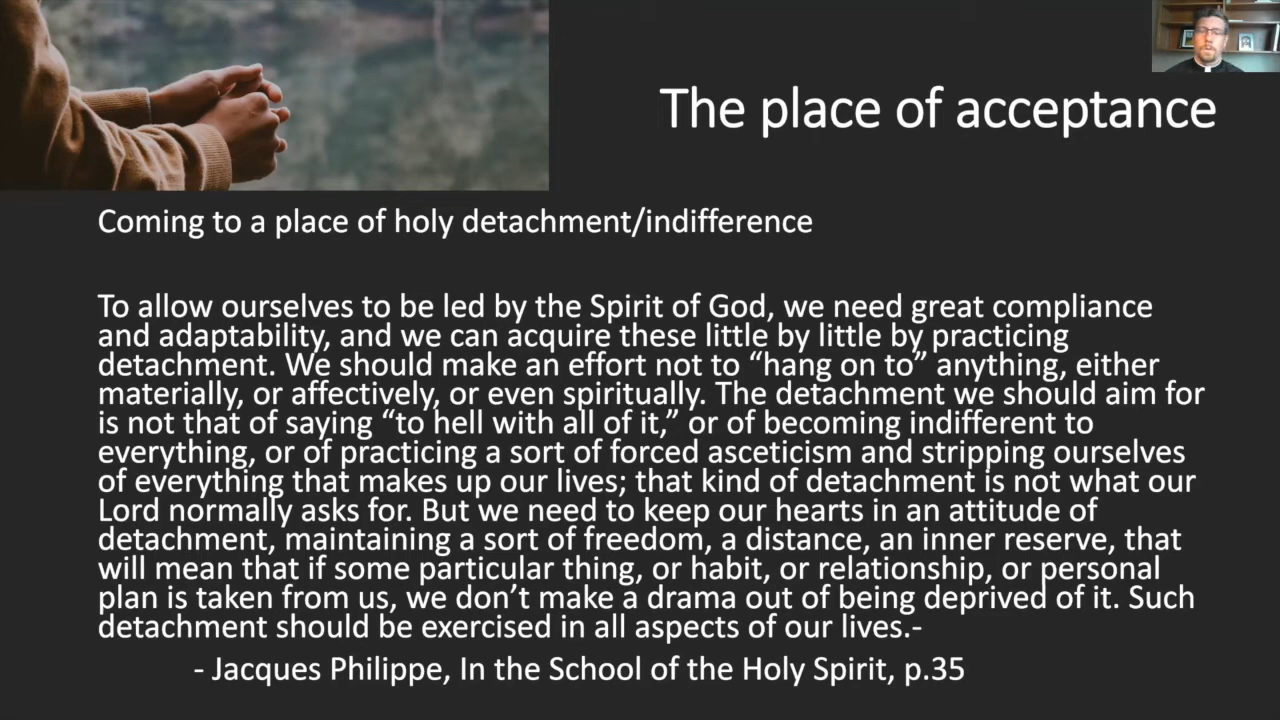 The place of acceptance
Coming to a place of holy detachment/indifference
To allow ourselves to be led by the Spirit of God, we need great compliance
and adaptability, and we can acquire these little by little by practicing
detachment. We should make an effort not to “hang on to” anything, either
materially, or affectively, or even spiritually. The detachment we should aim for
is not that of saying “to hell with all of it,” or of becoming indifferent to
everything, or of practicing a sort of forced asceticism and stripping ourselves
of everything that makes up our lives; that kind of detachment is not what our
Lord normally asks for. But we need to keep our hearts in an attitude of
detachment, maintaining a sort of freedom, a distance, an inner reserve, that
will mean that if some particular thing, or habit, or relationship, or personal
plan is taken from us, we don’t make a drama out of being deprived of it. Such
detachment should be exercised in all aspects of our lives.-
- Jacques Philippe, In the School of the Holy Spirit, p.35